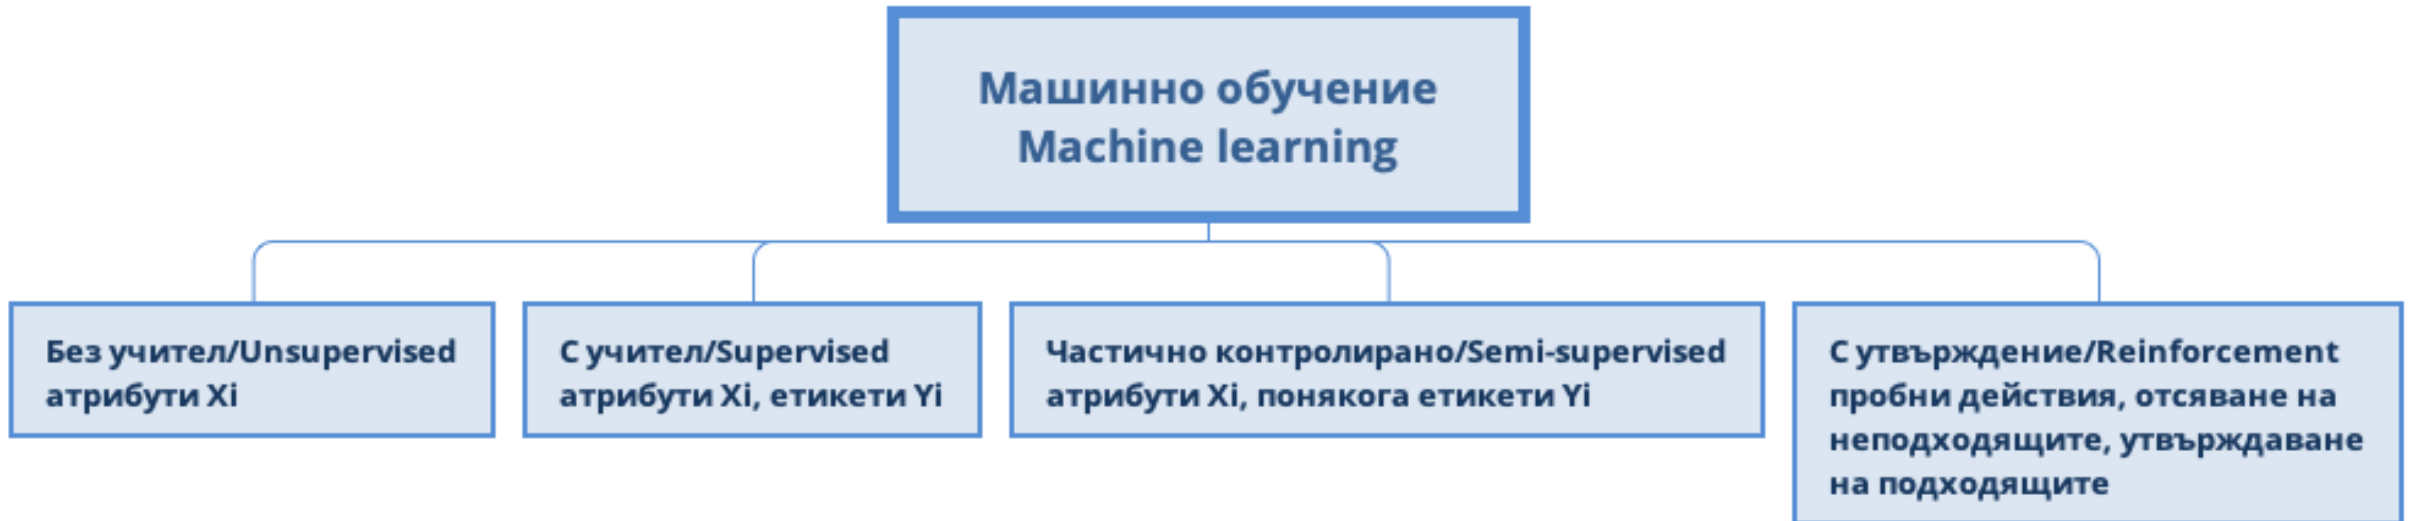 Машинно обучение
Machine learning
Без учител/Unsupervised
атрибути Xi
С учител/Supervised
атрибути Xi, етикети Yi
Частично контролирано/Semi-supervised
атрибути Xi, понякога етикети Yi
С утвърждение/Reinforcement
пробни действия, отсяване на
неподходящите, утвърждаване
на подходящите